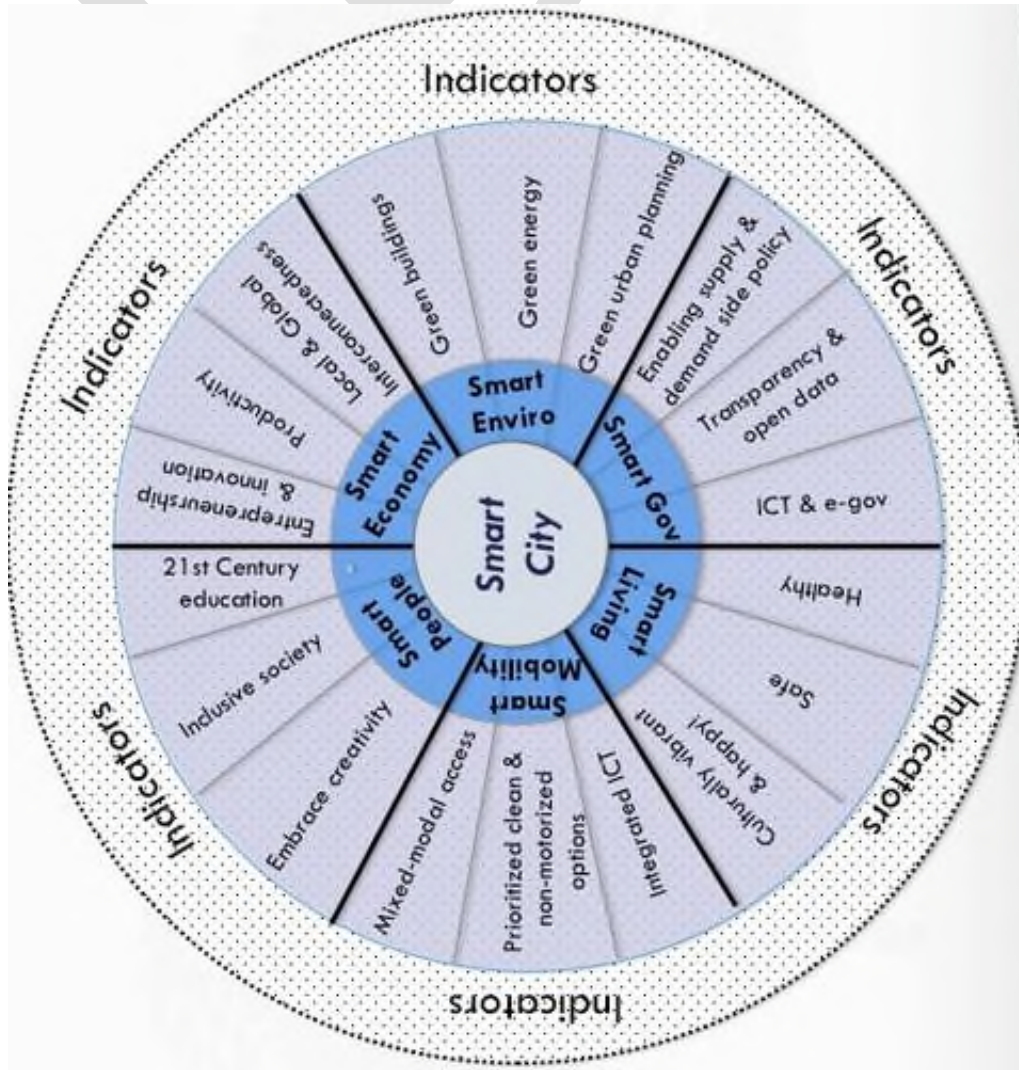 Indicators
Indicators
Indicators
Indicators
Indicators
Indicators
Smart
City
Smart
Enviro
Green buildings
Green energy
Green urban planning
Smart Gov
Enabling supply &
demand side policy
Transparency &
open data
ICT & e-gov
Smart
Living
Healthy
Safe
Culturally vibrant
& happy!
Smart
Mobility
Integrated ICT
Prioritized clean &
non-motorized
options
Mixed-modal access
Smart
People
Embrace creativity
Inclusive society
21st Century
education
Smart
Economy
Entrepreneurship
& innovation
Productivity
Local & Global
Interconnectedness